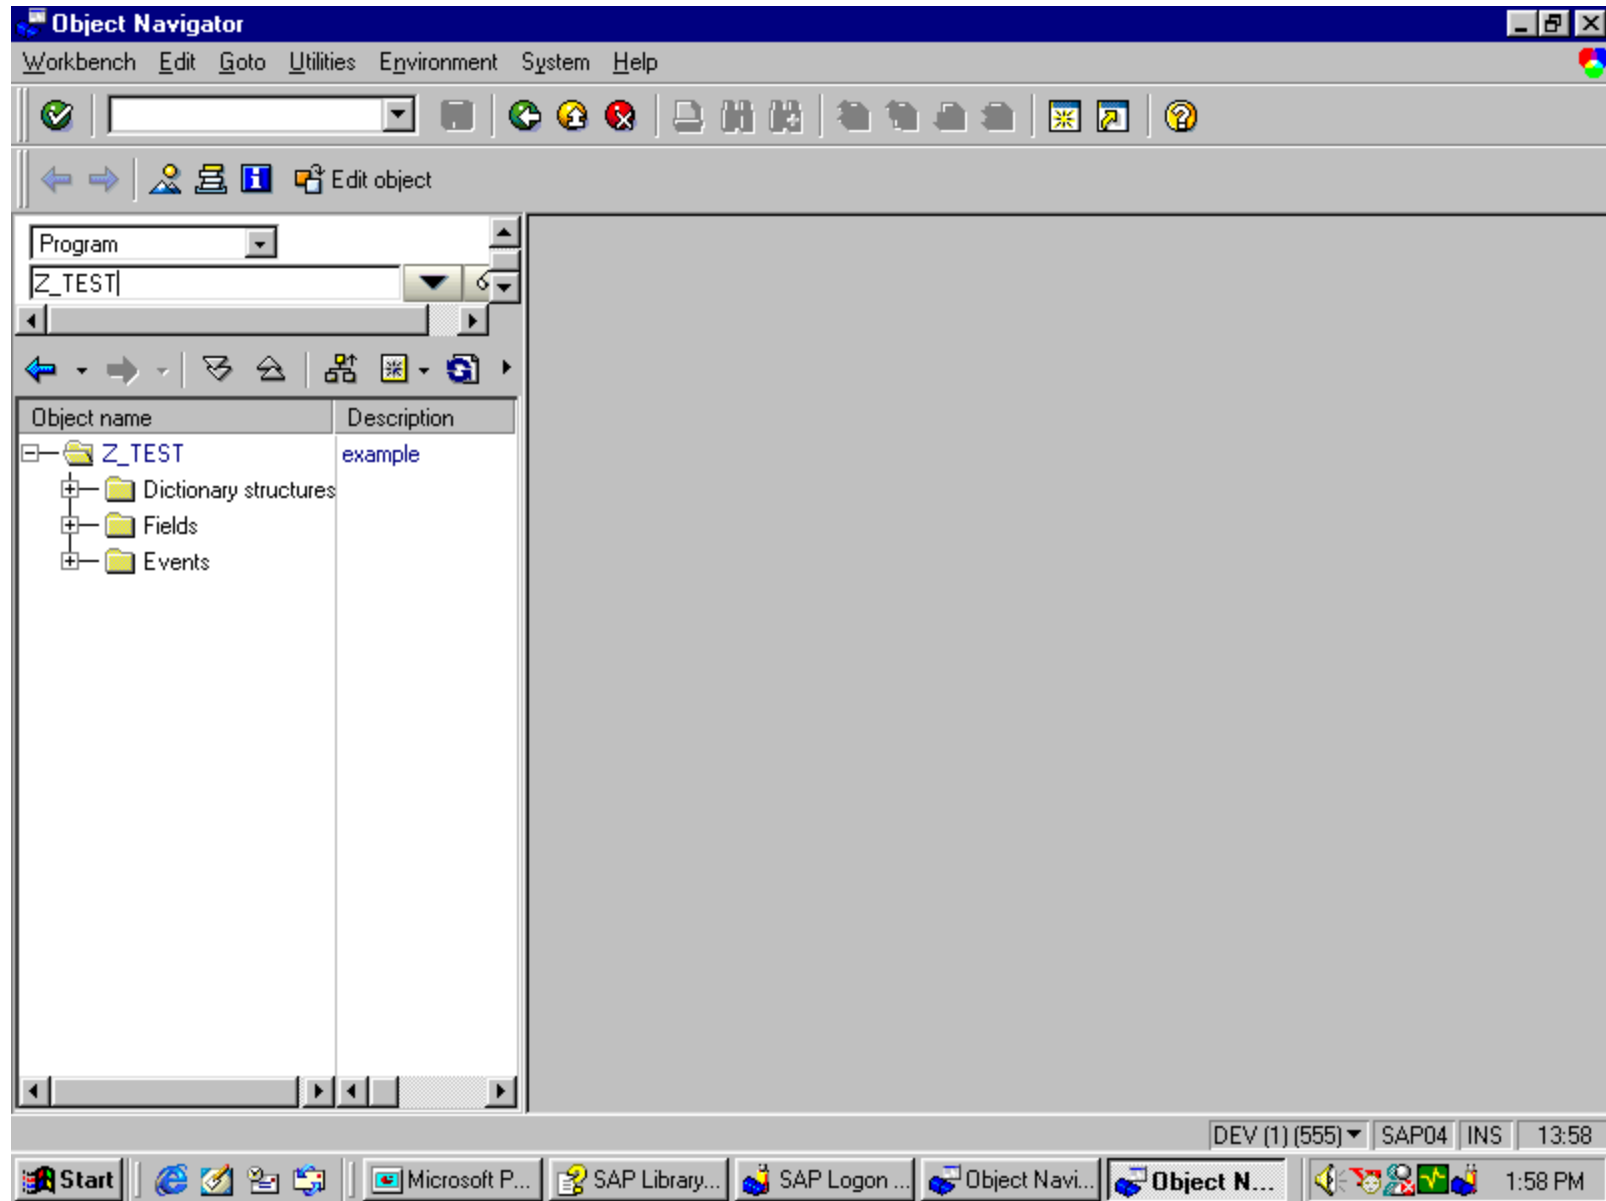 Object Navigator
Workbench Edit Goto Utilities Environment System Help
Edit object
Program
Z_TEST
Object name Description
Z_TEST example
Dictionary structures
Fields
Events
DEV (1) (555) SAP04 INS 13:58
Start Microsoft P... SAP Library... SAP Logon ... Object Navi... Object N... 1:58 PM